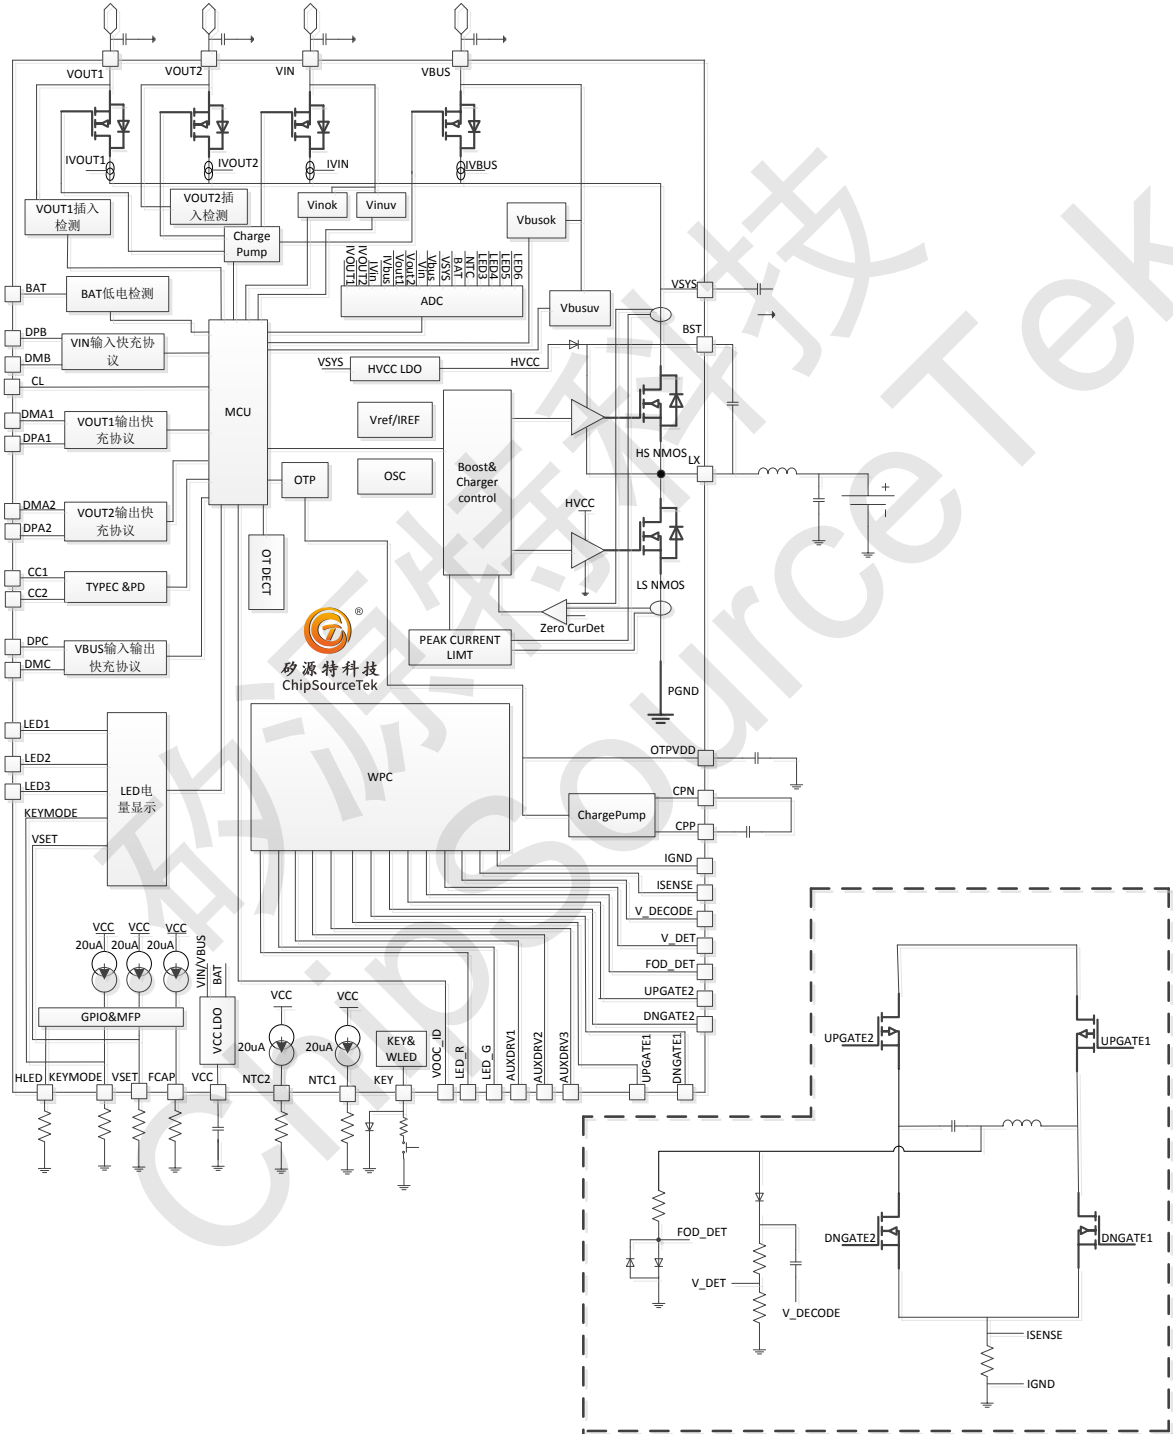 VOUT1
VOUT2
VIN
VBUS
IVOUT1
IVOUT2
IVIN
IVBUS
VOUT1插入
检测
VOUT2插
入检测
Vinok
Vinuv
Vbusok
Charge
Pump
IVOUT1
IVOUT2
IVin
IVbus
Vout1
Vout2
Vin
Vbus
VSYS
BAT
NTC
LED3
LED4
LED5
LED6
ADC
Vbusuv
VSYS
BST
BAT
BAT低电检测
DPB
DMB
VIN输入快充协
议
CL
MCU
VSYS
HVCC LDO
HVCC
DMA1
DPA1
VOUT1输出快
充协议
Vref/IREF
OSC
OTP
Boost&
Charger
control
HS NMOS
LX
HVCC
LS NMOS
DMA2
DPA2
VOUT2输出快
充协议
OT DECT
CC1
CC2
TYPEC &PD
Zero CurDet
PEAK CURRENT
LIMT
DPC
DMC
VBUS输入输出
快充协议
®
矽源特科技
ChipSourceTek
PGND
LED1
LED2
LED3
KEYMODE
VSET
LED电
量显示
WPC
OTPVDD
CPN
ChargePump
CPP
IGND
ISENSE
V_DECODE
V_DET
FOD_DET
UPGATE2
DNGATE2
VCC
VCC
VCC
20uA
20uA
20uA
GPIO&MFP
VIN/VBUS
BAT
VCC LDO
VCC
VCC
20uA
20uA
KEY&
WLED
VOOC_ID
LED_R
LED_G
AUXDRV1
AUXDRV2
AUXDRV3
UPGATE1
DNGATE1
HLED
KEYMODE
VSET
FCAP
VCC
NTC2
NTC1
KEY
UPGATE2
UPGATE1
DNGATE2
DNGATE1
FOD_DET
V_DET
V_DECODE
ISENSE
IGND
矽源特科技
ChipSourceTek